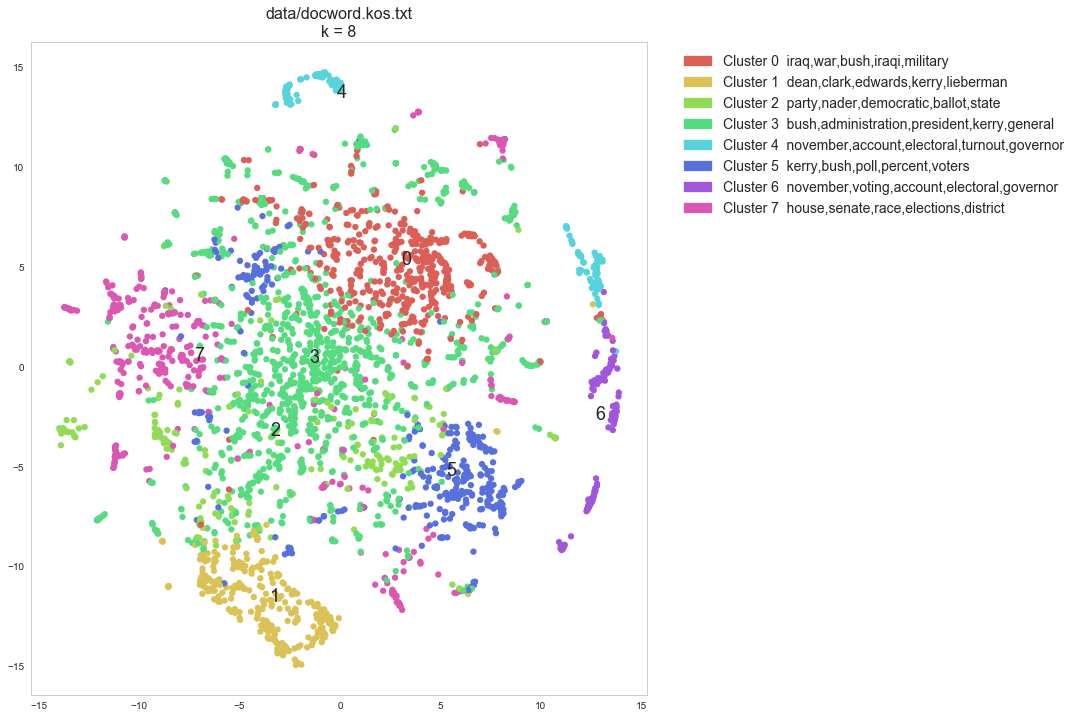 data/docword.kos.txt
k = 8
15
10
5
0
−5
−10
−15
−15
−10
−5
0
5
10
15
4
0
7
3
6
2
5
1
Cluster 0 iraq,war,bush,iraqi,military
Cluster 1 dean,clark,edwards,kerry,lieberman
Cluster 2 party,nader,democratic,ballot,state
Cluster 3 bush,administration,president,kerry,general
Cluster 4 november,account,electoral,turnout,governor
Cluster 5 kerry,bush,poll,percent,voters
Cluster 6 november,voting,account,electoral,governor
Cluster 7 house,senate,race,elections,district